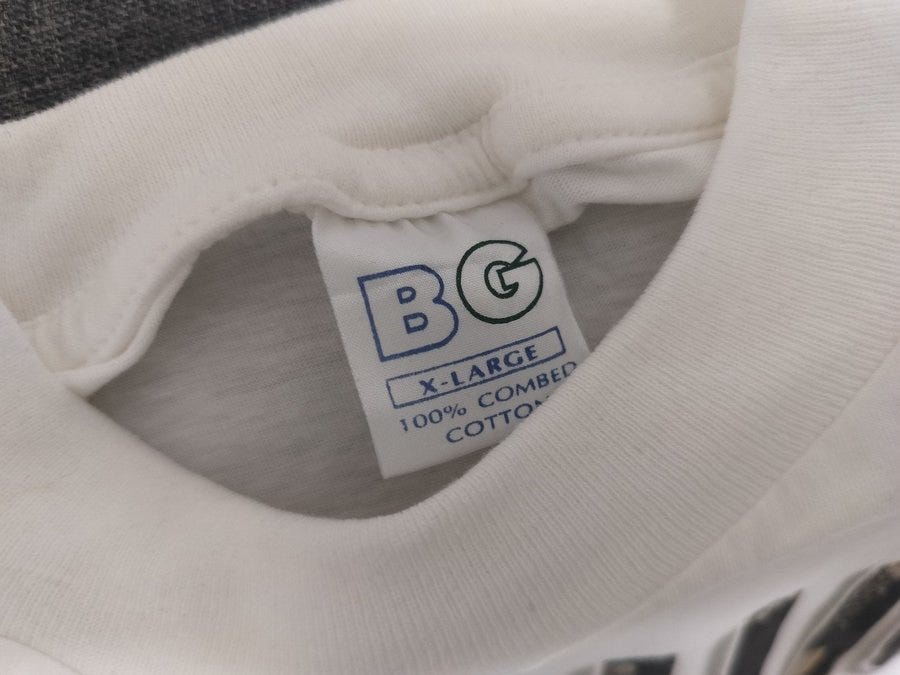 BG
X-LARGE
100% COMBED
COTTON